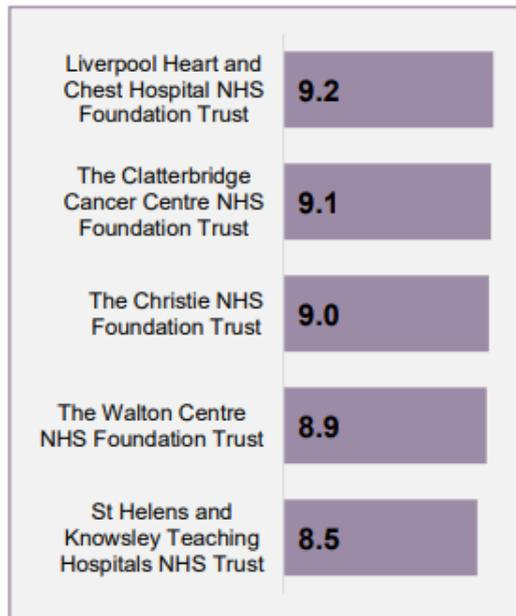 Liverpool Heart and
Chest Hospital NHS
Foundation Trust
9.2
The Clatterbridge
Cancer Centre NHS
Foundation Trust
9.1
The Christie NHS
Foundation Trust
9.0
The Walton Centre
NHS Foundation Trust
8.9
St Helens and
Knowsley Teaching
Hospitals NHS Trust
8.5